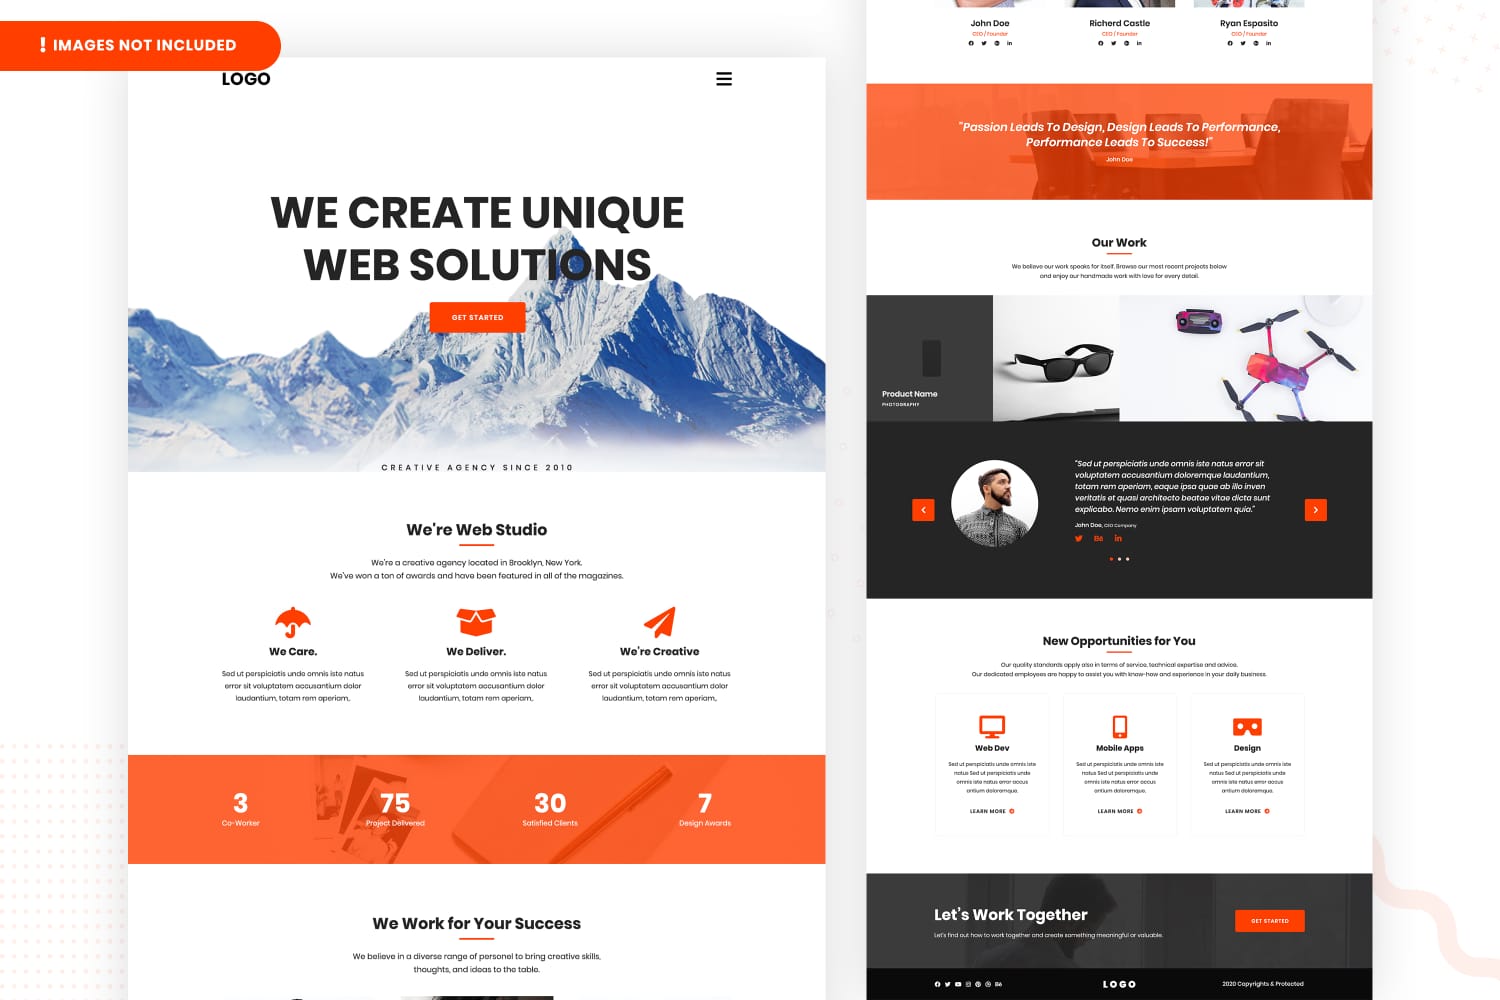 ! IMAGES NOT INCLUDED
LOGO
WE CREATE UNIQUE
WEB SOLUTIONS
GET STARTED
CREATIVE AGENCY SINCE 2010
We're Web Studio
We're a creative agency located in Brooklyn, New York.
We've won a ton of awards and have been featured in all of the magazines.
We Care.
Sed ut perspiciatis unde omnis iste natus
error sit voluptatem accusantium dolor
laudantium, totam rem aperiam,.
We Deliver.
Sed ut perspiciatis unde omnis iste natus
error sit voluptatem accusantium dolor
laudantium, totam rem aperiam,.
We're Creative
Sed ut perspiciatis unde omnis iste natus
error sit voluptatem accusantium dolor
laudantium, totam rem aperiam,.
3
Co-Worker
75
Project Delivered
30
Satisfied Clients
7
Design Awards
We Work for Your Success
We believe in a diverse range of personel to bring creative skills,
thoughts, and ideas to the table.
John Doe
CEO / Founder
Richerd Castle
CEO / Founder
Ryan Espasito
CEO / Founder
"Passion Leads To Design, Design Leads To Performance,
Performance Leads To Success!"
John Doe
Our Work
We believe our work speaks for itself. Browse our most recent projects below
and enjoy our handmade work with love for every detail.
Product Name
PHOTOGRAPHY
"Sed ut perspiciatis unde omnis iste natus error sit
voluptatem accusantium doloremque laudantium,
totam rem aperiam, eaque ipsa quae ab illo inven
veritatis et quasi architecto beatae vitae dicta sunt
explicabo. Nemo enim ipsam voluptatem quia."
John Doe, CEO Company
New Opportunities for You
Our quality standards apply also in terms of service, technical expertise and advice.
Our dedicated employees are happy to assist you with know-how and experience in your daily business.
Web Dev
Sed ut perspiciatis unde omnis iste
natus Sed ut perspiciatis unde
omnis iste natus error accus
antium doloremque.
LEARN MORE
Mobile Apps
Sed ut perspiciatis unde omnis iste
natus Sed ut perspiciatis unde
omnis iste natus error accus
antium doloremque.
LEARN MORE
Design
Sed ut perspiciatis unde omnis iste
natus Sed ut perspiciatis unde
omnis iste natus error accus
antium doloremque.
LEARN MORE
Let's Work Together
Let's find out how to work together and create something meaningful or valuable.
GET STARTED
LOGO
2020 Copyrights & Protected